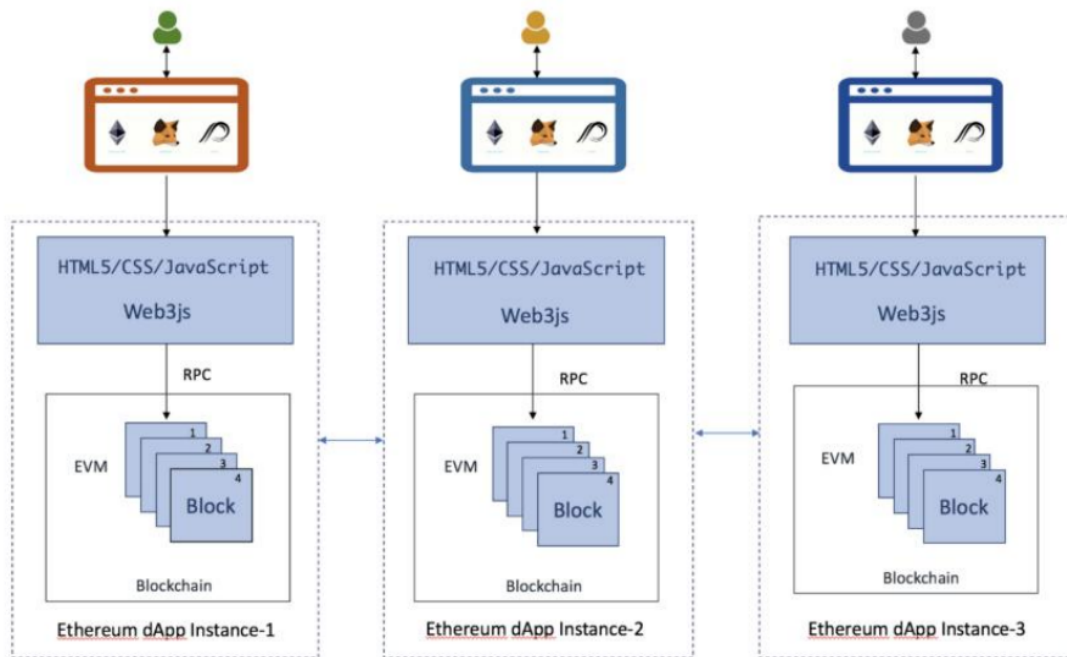 HTML5/CSS/JavaScript
Web3js
RPC
EVM
1
2
3
4
Block
Blockchain
Ethereum dApp Instance-1
HTML5/CSS/JavaScript
Web3js
RPC
EVM
1
2
3
4
Block
Blockchain
Ethereum dApp Instance-2
HTML5/CSS/JavaScript
Web3js
RPC
EVM
1
2
3
4
Block
Blockchain
Ethereum dApp Instance-3